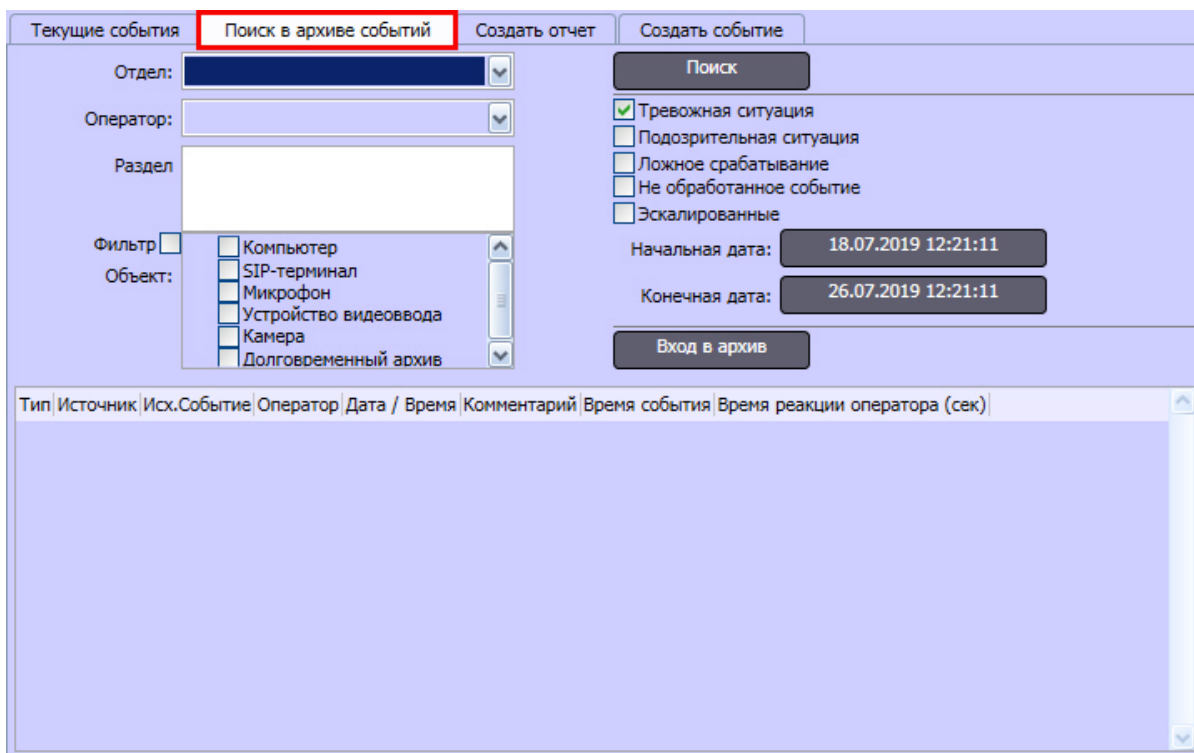 Текущие события Поиск в архиве событий Создать отчет Создать событие
Отдел:
Оператор:
Раздел
Фильтр
Объект:
Компьютер
SIP-терминал
Микрофон
Устройство видеоввода
Камера
Долговременный архив
Поиск
Тревожная ситуация
Подозрительная ситуация
Ложное срабатывание
Не обработанное событие
Эскалированные
Начальная дата: 18.07.2019 12:21:11
Конечная дата: 26.07.2019 12:21:11
Вход в архив
Тип Источник Исх.Событие Оператор Дата / Время Комментарий Время события Время реакции оператора (сек)